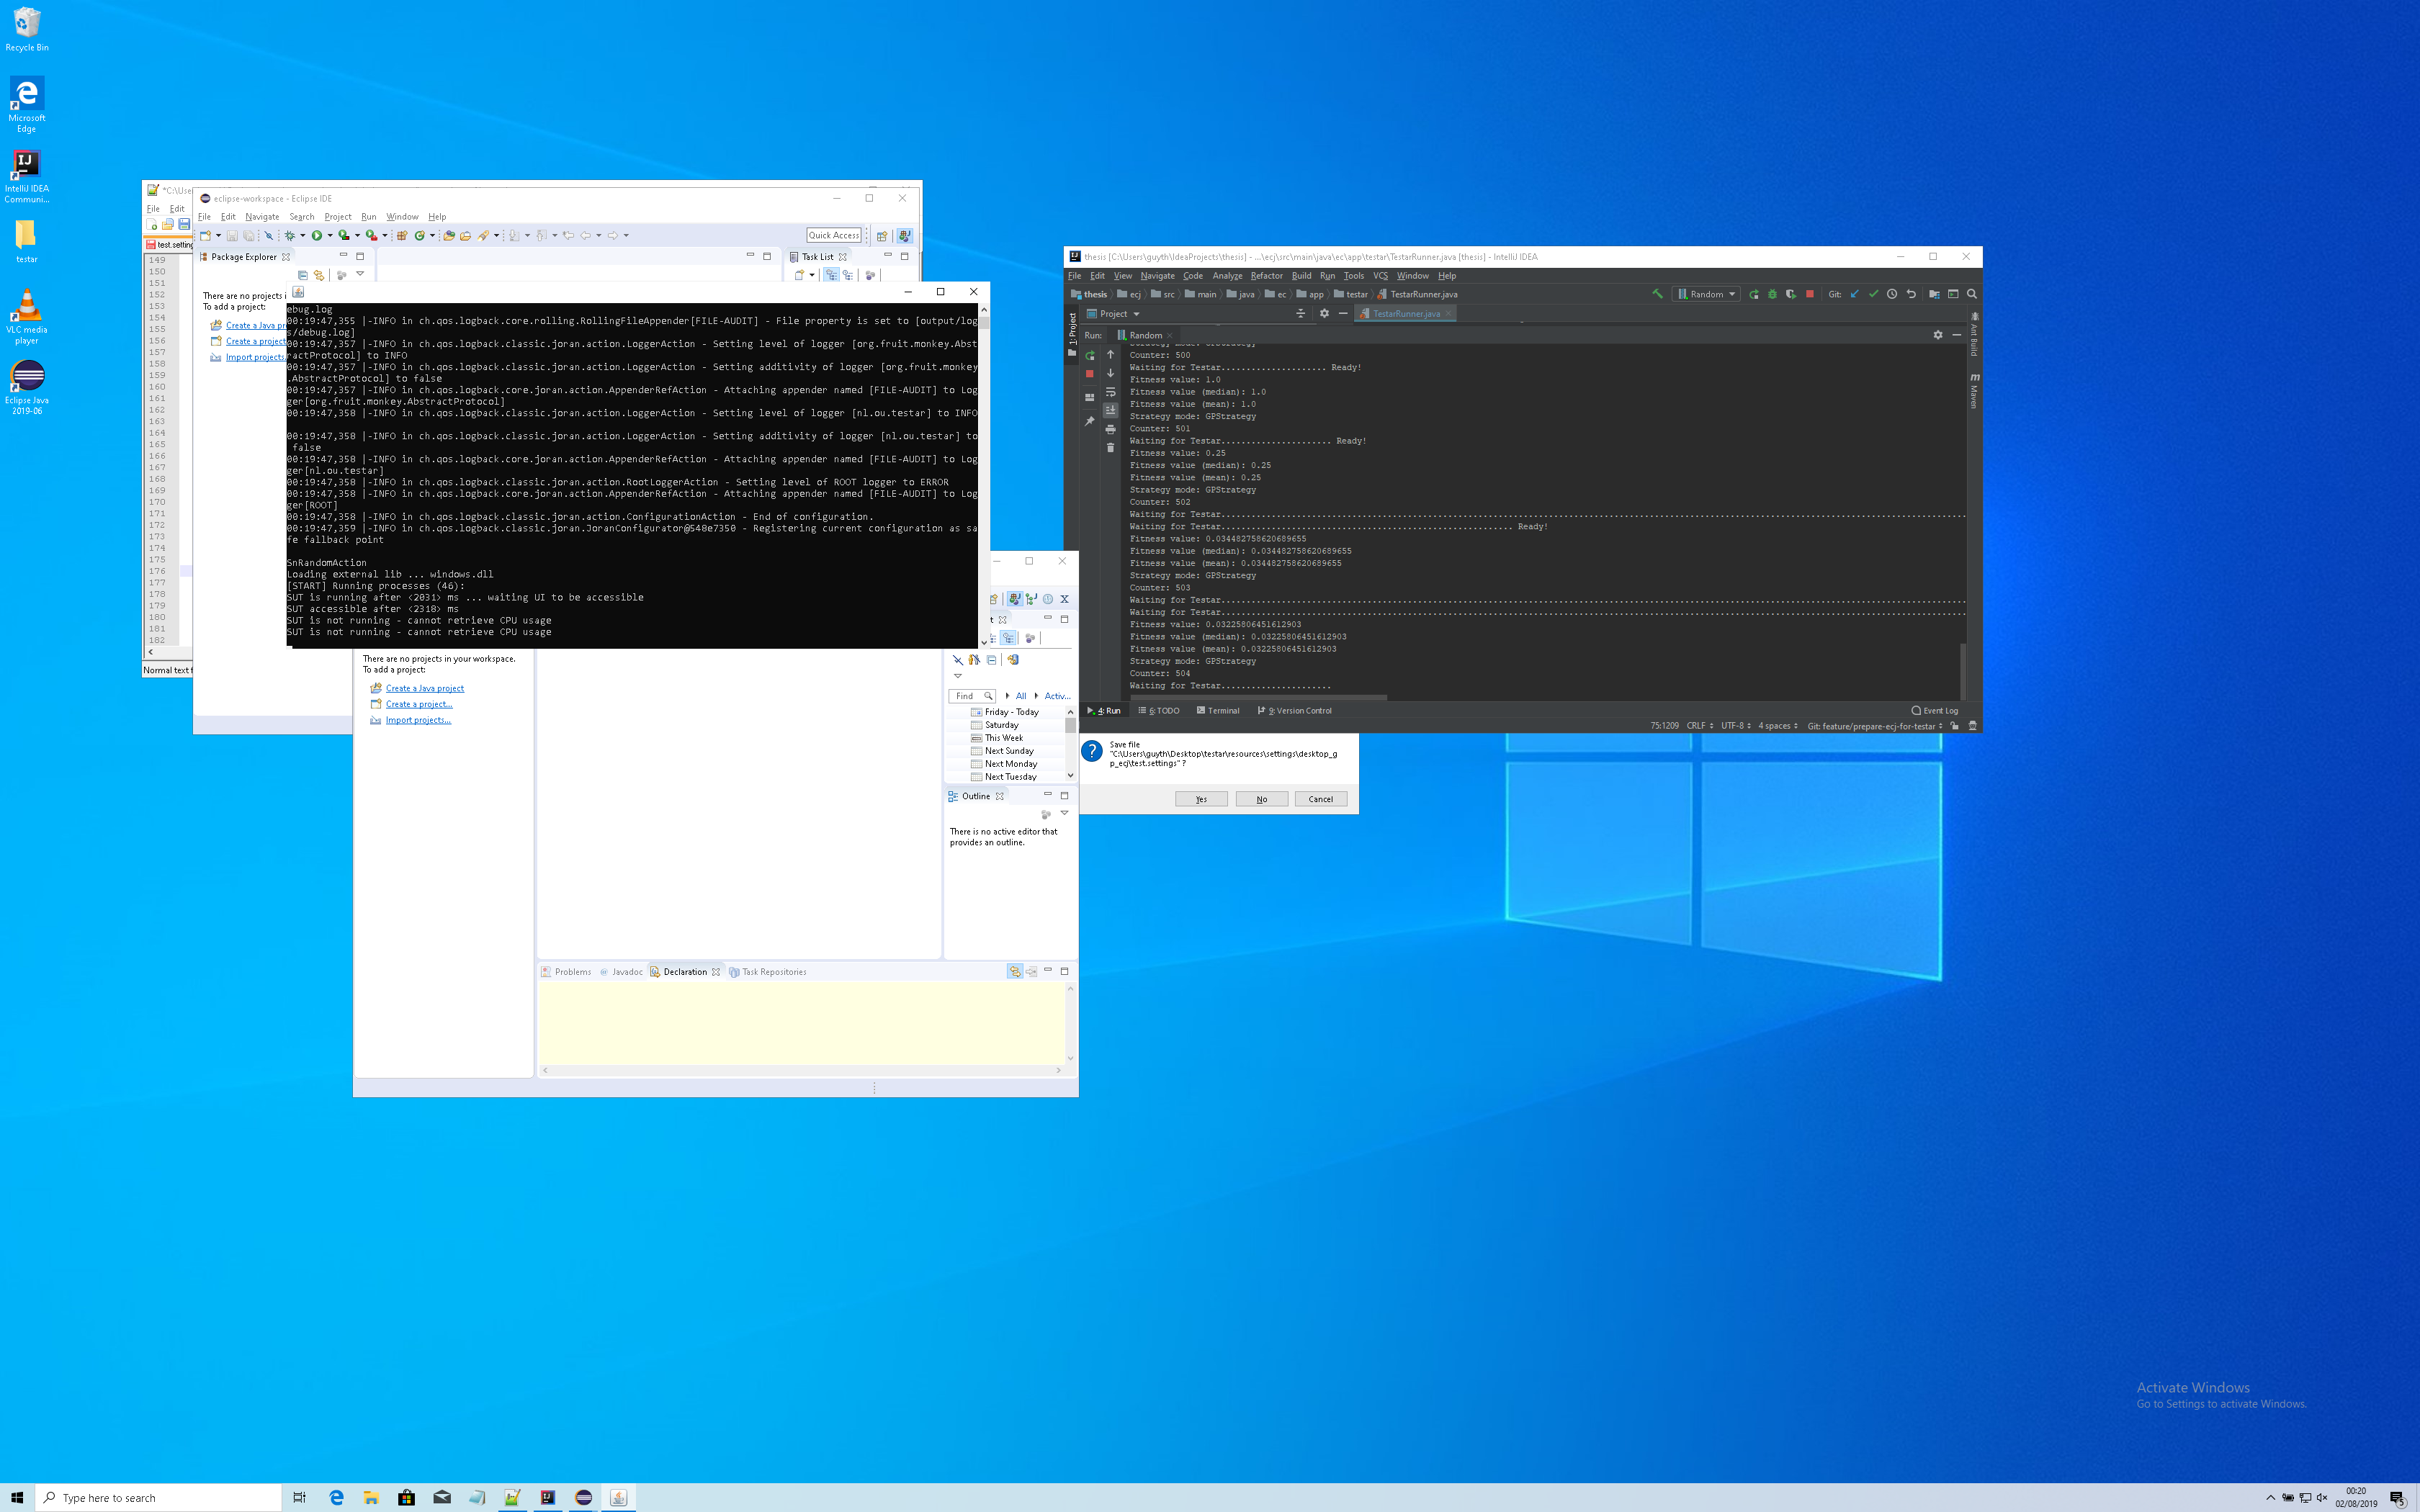 Recycle Bin
Microsoft
Edge
IntelliJ IDEA
Communi...
testar
VLC media
player
Eclipse Java
2019-06
*C:\Use
File Edit
test.setting
149
150
151
152
153
154
155
156
157
158
159
160
161
162
163
164
165
166
167
168
169
170
171
172
173
174
175
176
177
178
179
180
181
182
Normal text f
eclipse-workspace - Eclipse IDE
File Edit Navigate Search Project Run Window Help
Quick Access
Package Explorer
Task List
There are no projects i
To add a project:
Create a Java pr
Create a project
Import projects
ebug.log
00:19:47,355 |-INFO in ch.qos.logback.core.rolling.RollingFileAppender[FILE-AUDIT] - File property is set to [output/log
s/debug.log]
00:19:47,357 |-INFO in ch.qos.logback.classic.joran.action.LoggerAction - Setting level of logger [org.fruit.monkey.Abst
ractProtocol] to INFO
00:19:47,357 |-INFO in ch.qos.logback.classic.joran.action.LoggerAction - Setting additivity of logger [org.fruit.monkey
.AbstractProtocol] to false
00:19:47,357 |-INFO in ch.qos.logback.core.joran.action.AppenderRefAction - Attaching appender named [FILE-AUDIT] to Log
ger[org.fruit.monkey.AbstractProtocol]
00:19:47,358 |-INFO in ch.qos.logback.classic.joran.action.LoggerAction - Setting level of logger [nl.ou.testar] to INFO
00:19:47,358 |-INFO in ch.qos.logback.classic.joran.action.LoggerAction - Setting additivity of logger [nl.ou.testar] to
false
00:19:47,358 |-INFO in ch.qos.logback.core.joran.action.AppenderRefAction - Attaching appender named [FILE-AUDIT] to Log
ger[nl.ou.testar]
00:19:47,358 |-INFO in ch.qos.logback.classic.joran.action.RootLoggerAction - Setting level of ROOT logger to ERROR
00:19:47,358 |-INFO in ch.qos.logback.core.joran.action.AppenderRefAction - Attaching appender named [FILE-AUDIT] to Log
ger[ROOT]
00:19:47,358 |-INFO in ch.qos.logback.classic.joran.action.ConfigurationAction - End of configuration.
00:19:47,359 |-INFO in ch.qos.logback.classic.joran.JoranConfigurator@548e7350 - Registering current configuration as sa
fe fallback point
SnRandomAction
Loading external lib ... windows.dll
[START] Running processes (46):
SUT is running after <2031> ms ... waiting UI to be accessible
SUT accessible after <2318> ms
SUT is not running - cannot retrieve CPU usage
SUT is not running - cannot retrieve CPU usage
There are no projects in your workspace.
To add a project:
Create a Java project
Create a project...
Import projects...
Find All Activ...
Friday - Today
Saturday
This Week
Next Sunday
Next Monday
Next Tuesday
Outline
There is no active editor that
provides an outline.
Problems Javadoc Declaration Task Repositories
thesis [C:\Users\guyth\IdeaProjects\thesis] - ...\ecj\src\main\java\ec\app\testar\TestarRunner.java [thesis] - IntelliJ IDEA
File Edit View Navigate Code Analyze Refactor Build Run Tools VCS Window Help
thesis ecj src main java ec app testar TestarRunner.java
Random
Git:
1: Project
Project
TestarRunner.java
Ant Build
Maven
Run: Random
Counter: 500
Waiting for Testar..................... Ready!
Fitness value: 1.0
Fitness value (median): 1.0
Fitness value (mean): 1.0
Strategy mode: GPStrategy
Counter: 501
Waiting for Testar...................... Ready!
Fitness value: 0.25
Fitness value (median): 0.25
Fitness value (mean): 0.25
Strategy mode: GPStrategy
Counter: 502
Waiting for Testar.....................................................................................................................................................
Waiting for Testar.......................................................... Ready!
Fitness value: 0.034482758620689655
Fitness value (median): 0.034482758620689655
Fitness value (mean): 0.034482758620689655
Strategy mode: GPStrategy
Counter: 503
Waiting for Testar.....................................................................................................................................................
Waiting for Testar.....................................................................................................................................................
Fitness value: 0.03225806451612903
Fitness value (median): 0.03225806451612903
Fitness value (mean): 0.03225806451612903
Strategy mode: GPStrategy
Counter: 504
Waiting for Testar......................
4: Run 6: TODO Terminal 9: Version Control Event Log
75:1209 CRLF UTF-8 4 spaces Git: feature/prepare-ecj-for-testar
Save file
"C:\Users\guyth\Desktop\testar\resources\settings\desktop_g
p_ecj\test.settings" ?
Yes No Cancel
Activate Windows
Go to Settings to activate Windows.
Type here to search
00:20
02/08/2019
5